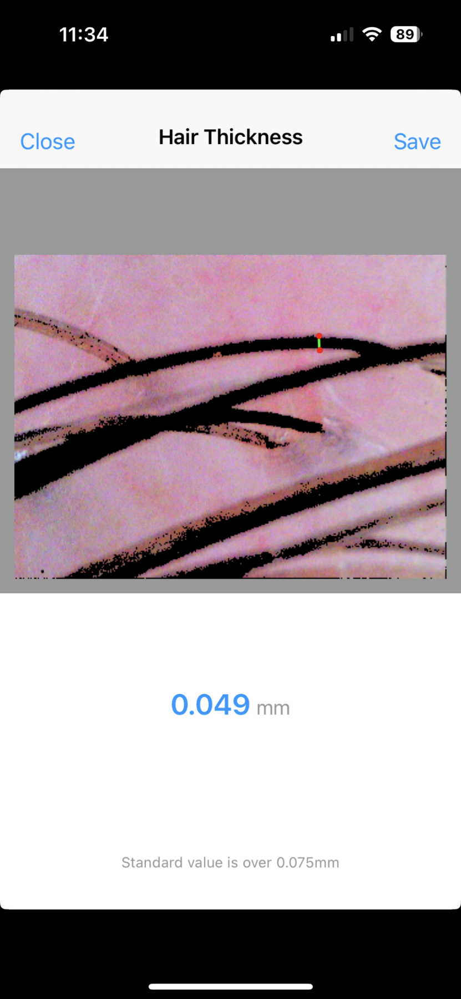 11:34
89
Close Hair Thickness Save
0.049 mm
Standard value is over 0.075mm